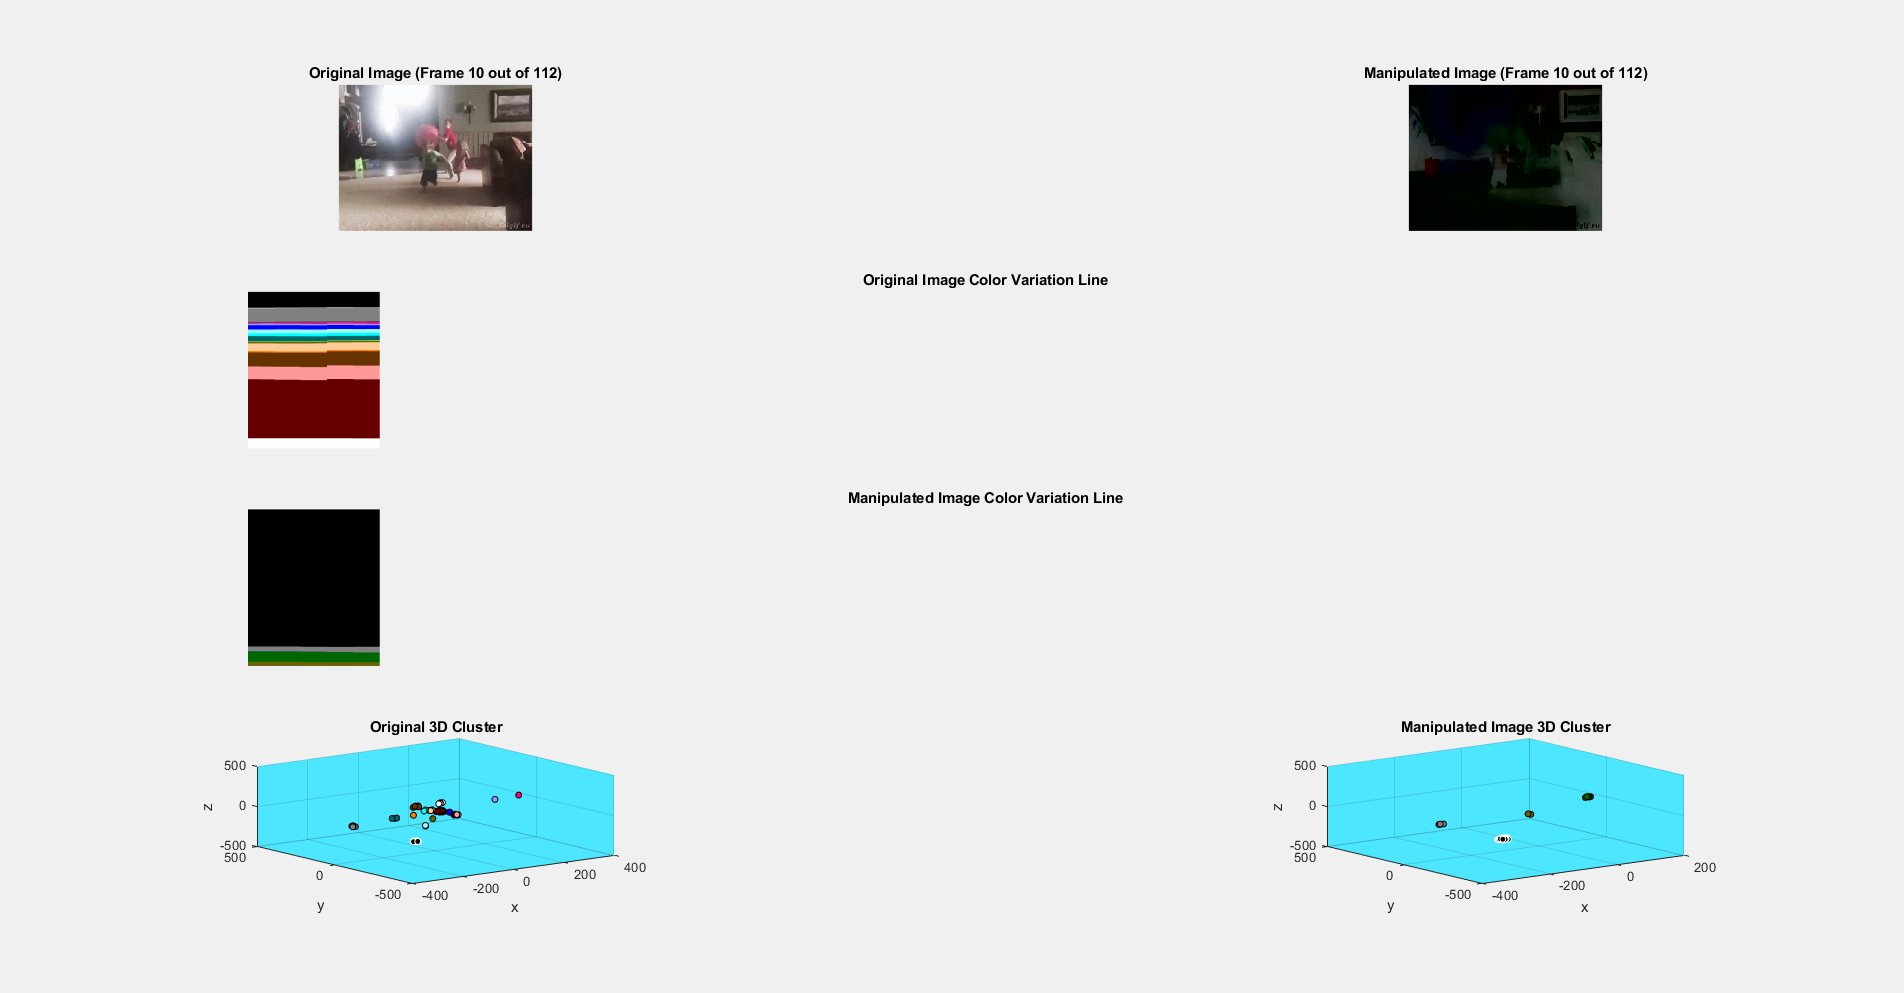 Original Image (Frame 10 out of 112)
Manipulated Image (Frame 10 out of 112)
Original Image Color Variation Line
Manipulated Image Color Variation Line
Original 3D Cluster
500
0
-500
z
500
0
-500
y
-400
-200
0
200
400
x
Manipulated Image 3D Cluster
500
0
-500
z
500
0
-500
y
-400
-200
0
200
x